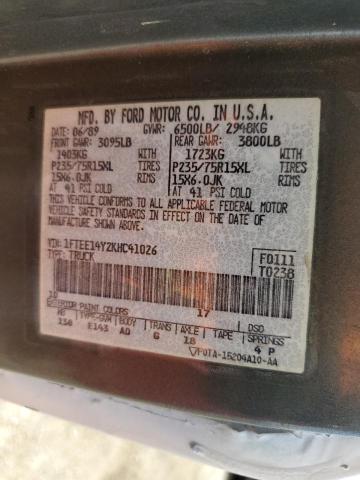 MFD. BY FORD MOTOR CO. IN U.S.A.
DATE: 06/89 GVWR: 6500LB/ 2948KG
FRONT GAWR: 3095LB REAR GAWR: 3800LB
1403KG WITH 1723KG WITH
P235/75R15XL TIRES P235/75R15XL TIRES
15X6.0JK RIMS 15X6.0JK RIMS
AT 41 PSI COLD AT 41 PSI COLD
THIS VEHICLE CONFORMS TO ALL APPLICABLE FEDERAL MOTOR
VEHICLE SAFETY STANDARDS IN EFFECT ON THE DATE OF
MANUFACTURE SHOWN ABOVE.
VIN: 1FTEE14Y2KHC41026
TYPE: TRUCK
F0111
T0238
10 17
EXTERIOR PAINT COLORS DSO
WB TYPE-GVW BODY TRANS AXLE TAPE SPRINGS
138 E143 AD G 18 4 P
F0TA-15204A10-AA